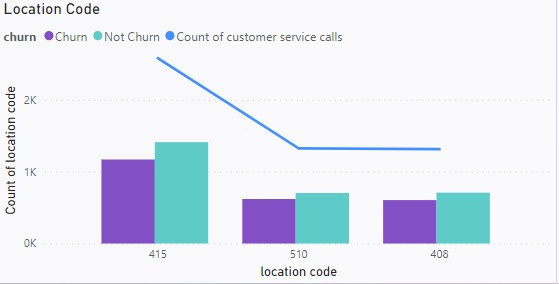 Location Code
churn Churn Not Churn Count of customer service calls
Count of location code
2K
1K
0K
415 510 408
location code